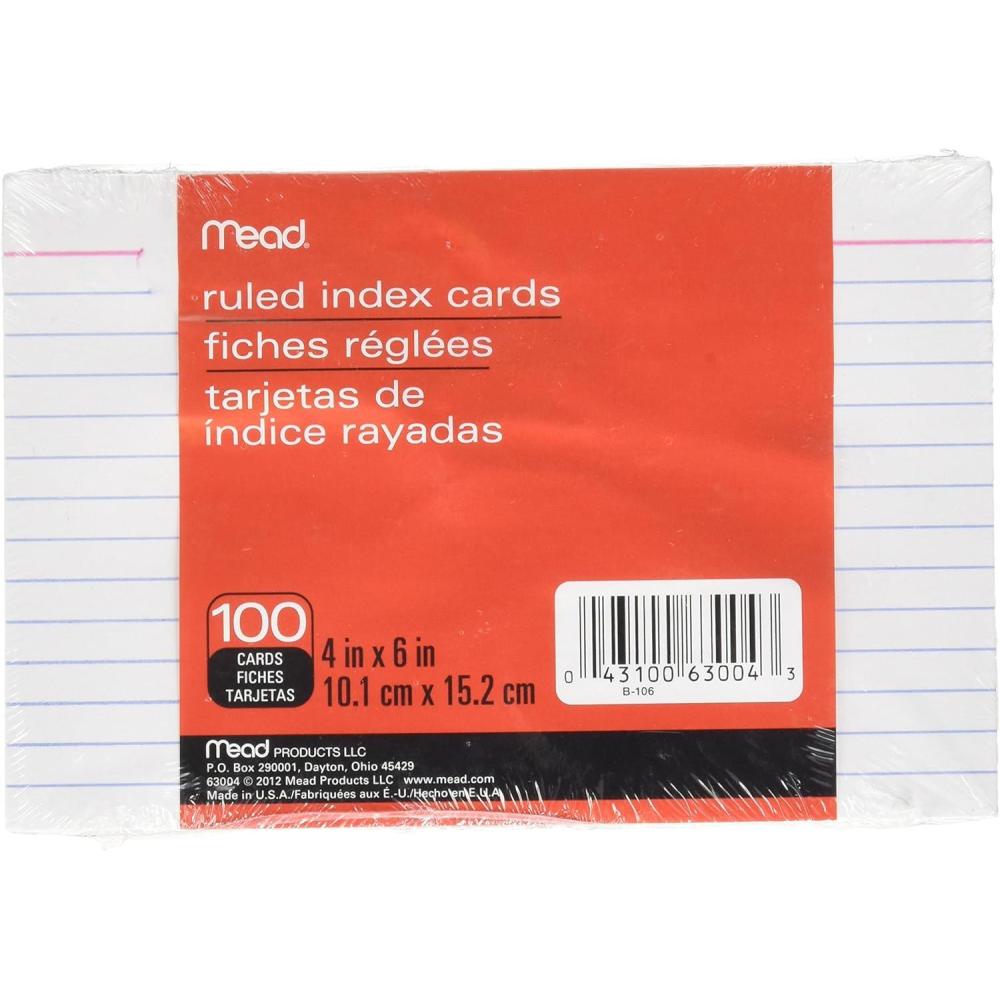 mead
ruled index cards
fiches réglées
tarjetas de
índice rayadas
100
CARDS
FICHES
TARJETAS
4 in x 6 in
10.1 cm x 15.2 cm
0 43100 63004 3
B-106
mead PRODUCTS LLC
P.O. Box 290001, Dayton, Ohio 45429
63004 © 2012 Mead Products LLC www.mead.com
Made in U.S.A./Fabriquées aux É.-U./Hecho en E.U.A.